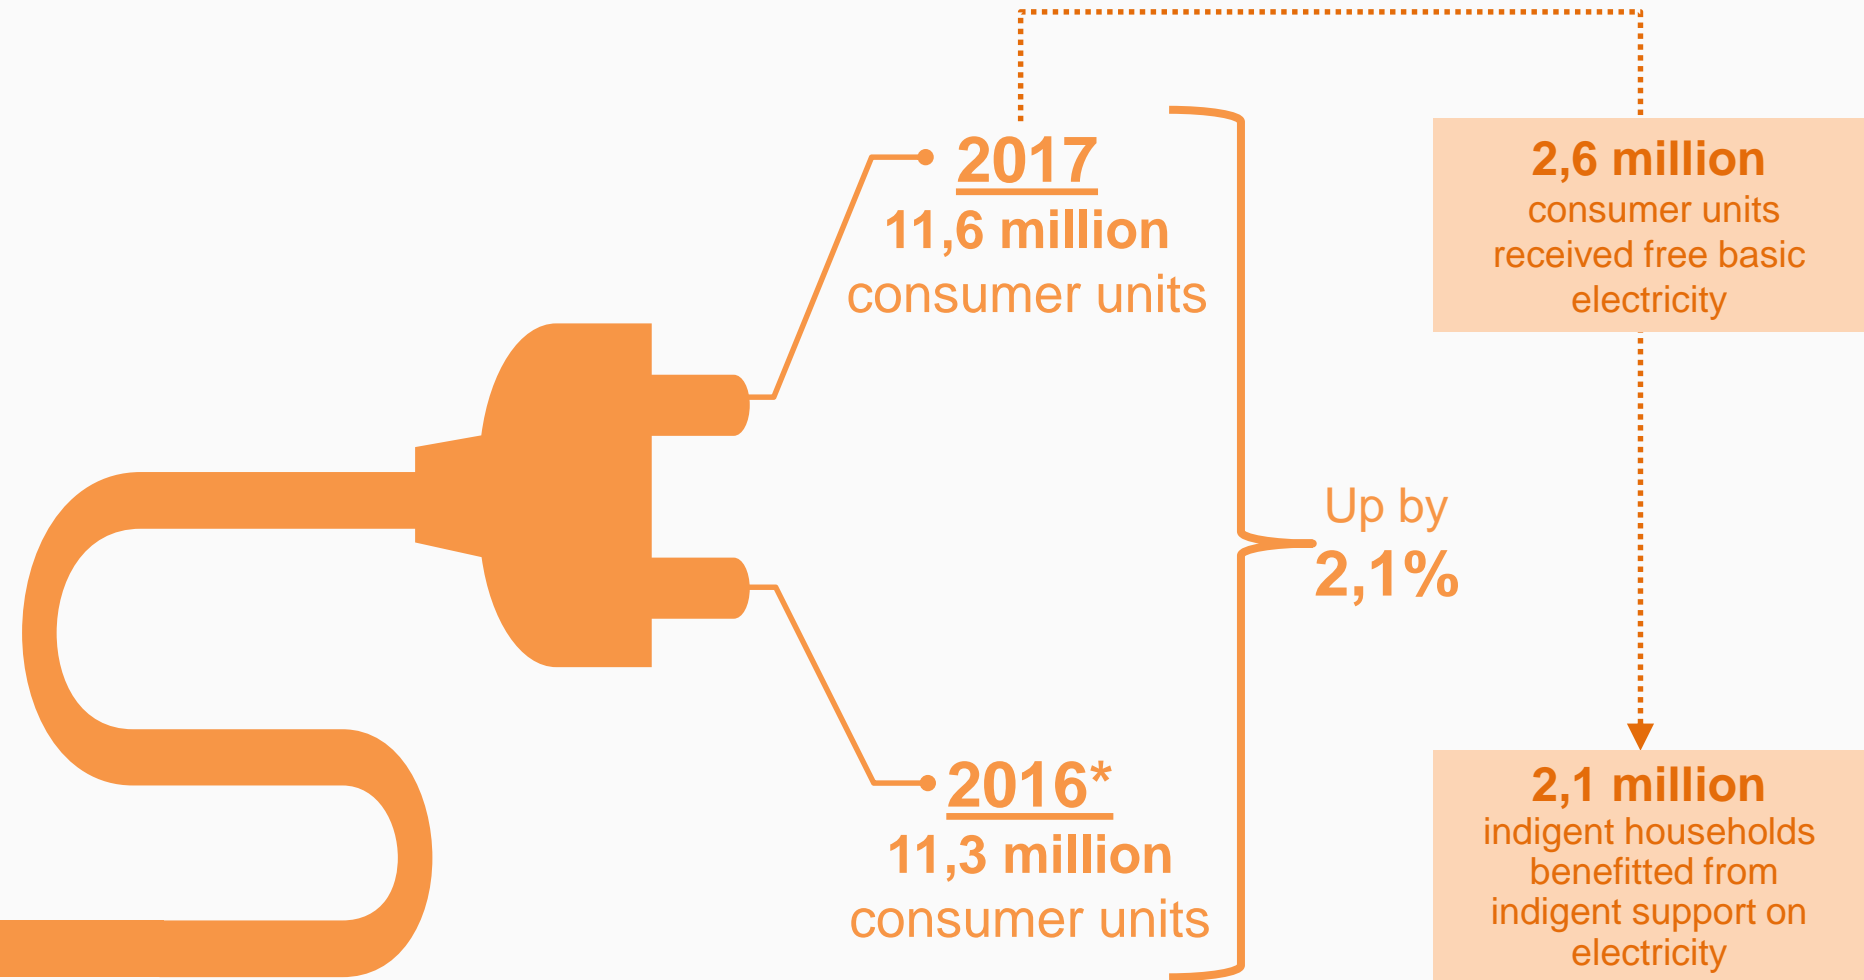 2017
11,6 million
consumer units
2016*
11,3 million
consumer units
Up by
2,1%
2,6 million
consumer units
received free basic
electricity
2,1 million
indigent households
benefitted from
indigent support on
electricity